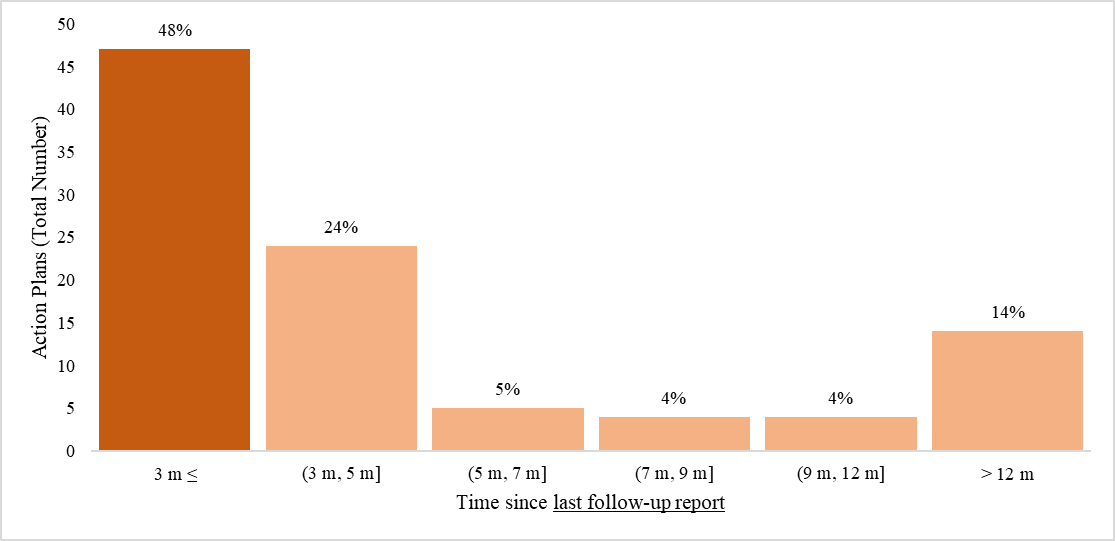 Action Plans (Total Number)
50
45
40
35
30
25
20
15
10
5
0
48%
24%
5%
4%
4%
14%
3 m ≤
(3 m, 5 m]
(5 m, 7 m]
(7 m, 9 m]
(9 m, 12 m]
> 12 m
Time since last follow-up report